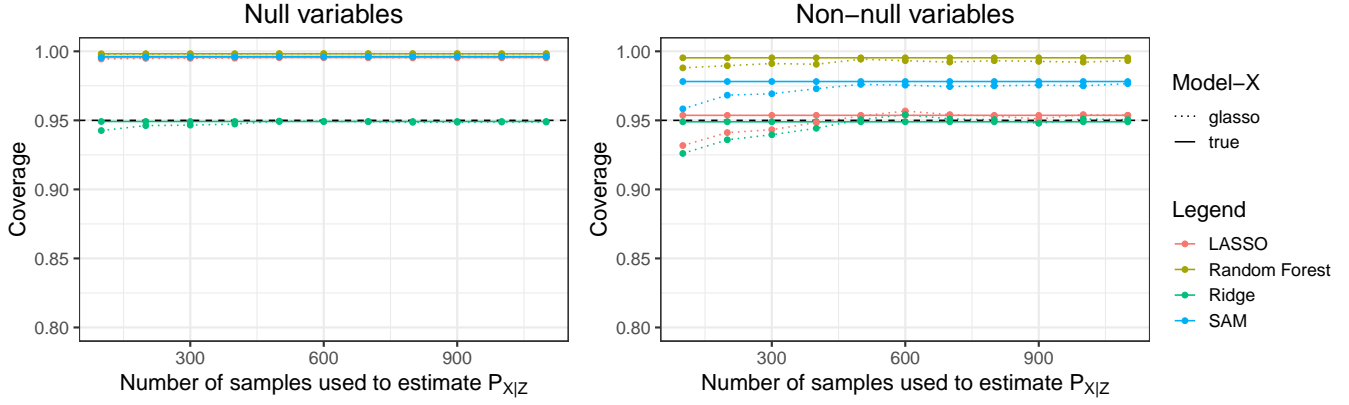 Null variables
Coverage
1.00
0.95
0.90
0.85
0.80
300
600
900
Number of samples used to estimate P_{X|Z}
Non−null variables
Coverage
1.00
0.95
0.90
0.85
0.80
300
600
900
Number of samples used to estimate P_{X|Z}
Model−X
glasso
true
Legend
LASSO
Random Forest
Ridge
SAM